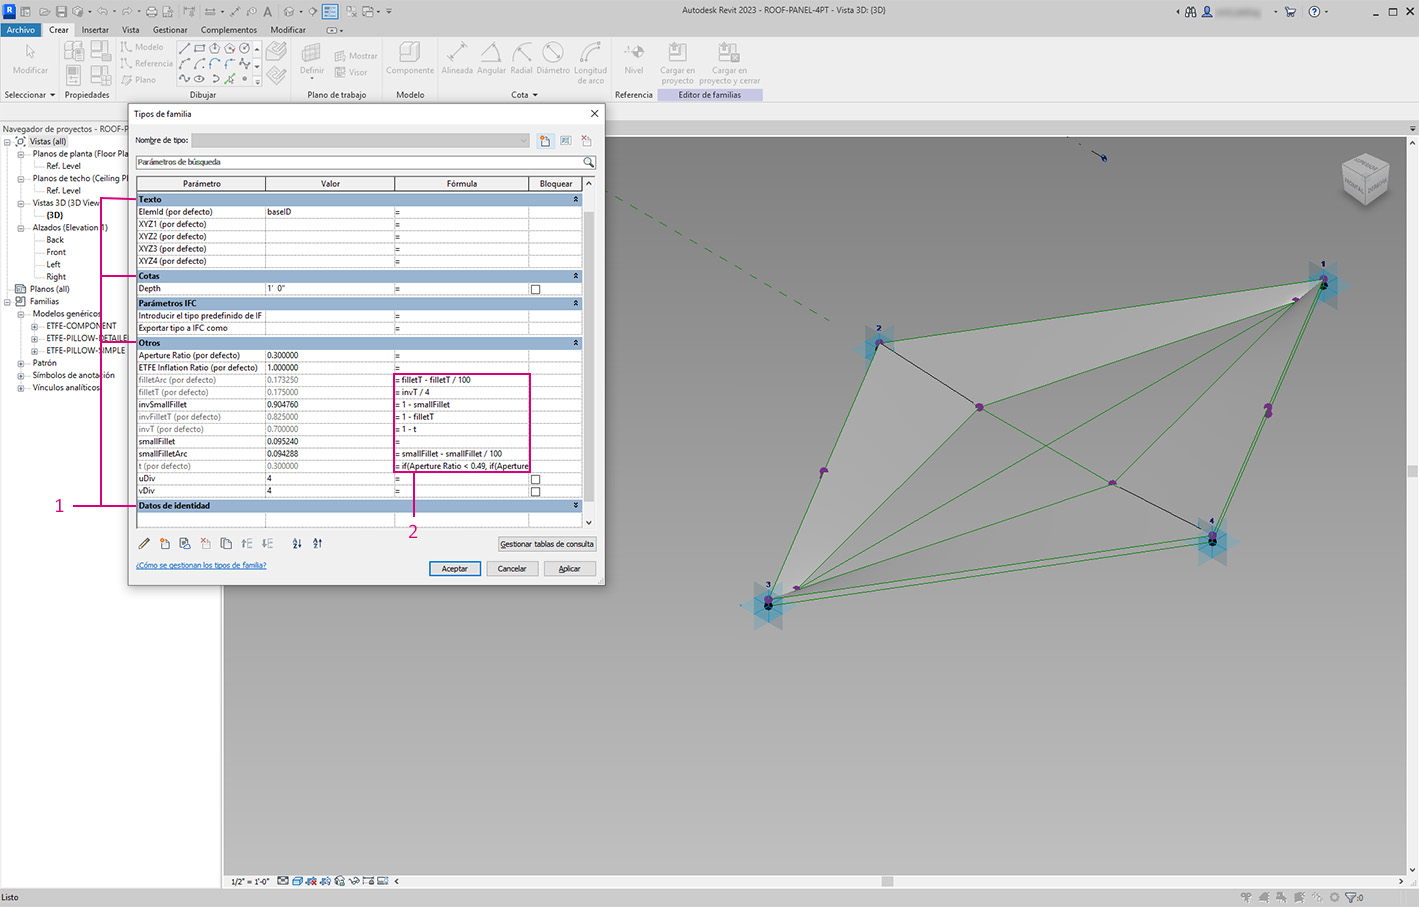 Autodesk Revit 2023 - ROOF-PANEL-4PT - Vista 3D: {3D}
Archivo Crear Insertar Vista Gestionar Complementos Modificar
Modificar
Modelo
Referencia
Plano
Definir
Mostrar
Visor
Componente
Alineada Angular Radial Diámetro Longitud de arco
Nivel
Cargar en proyecto
Cargar en proyecto y cerrar
Seleccionar Propiedades Dibujar Plano de trabajo Modelo Cota Referencia Editor de familias
Navegador de proyectos - ROOF-P
Vistas (all)
Planos de planta (Floor Pla
Ref. Level
Planos de techo (Ceiling P
Ref. Level
Vistas 3D (3D View
{3D}
Alzados (Elevation 1)
Back
Front
Left
Right
Planos (all)
Familias
Modelos genéricos
ETFE-COMPONENT
ETFE-PILLOW-DETAILE
ETFE-PILLOW-SIMPLE
Patrón
Símbolos de anotación
Vínculos analíticos
Tipos de familia
Nombre de tipo:
Parámetros de búsqueda
Parámetro Valor Fórmula Bloquear
Texto
ElemId (por defecto) baseID =
XYZ1 (por defecto) =
XYZ2 (por defecto) =
XYZ3 (por defecto) =
XYZ4 (por defecto) =
Cotas
Depth 1' 0" =
Parámetros IFC
Introducir el tipo predefinido de IF
Exportar tipo a IFC como =
Otros
Aperture Ratio (por defecto) 0.300000 =
ETFE Inflation Ratio (por defecto) 1.000000 =
filletArc (por defecto) 0.173250 = filletT - filletT / 100
filletT (por defecto) 0.175000 = invT / 4
invSmallFillet 0.904760 = 1 - smallFillet
invFilletT (por defecto) 0.825000 = 1 - filletT
invT (por defecto) 0.700000 = 1 - t
smallFillet 0.095240 =
smallFilletArc 0.094288 = smallFillet - smallFillet / 100
t (por defecto) 0.300000 = if(Aperture Ratio < 0.49, if(Aperture
uDiv 4 =
vDiv 4 =
Datos de identidad
Gestionar tablas de consulta
¿Cómo se gestionan los tipos de familia?
Aceptar Cancelar Aplicar
1
2
1
2
3
4
1/2" = 1'-0"
Listo
:0